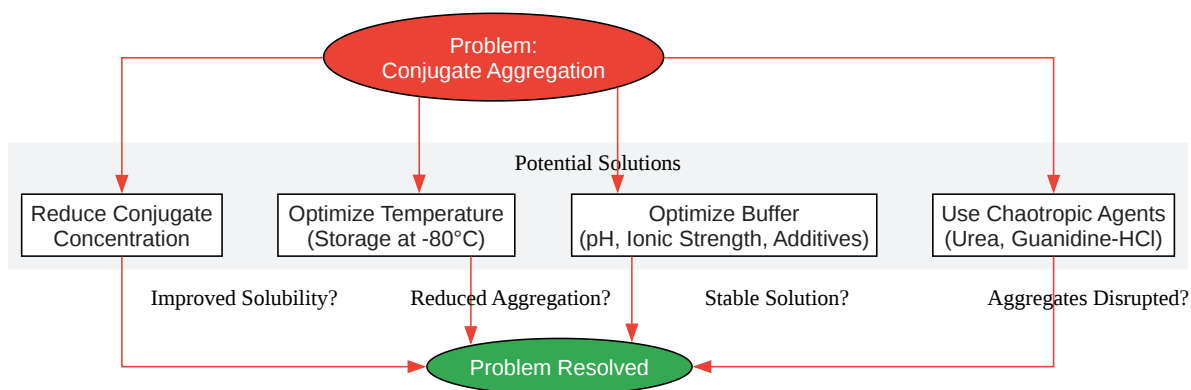 Problem:
Conjugate Aggregation
Potential Solutions
Reduce Conjugate
Concentration
Optimize Temperature
(Storage at -80°C)
Optimize Buffer
(pH, Ionic Strength, Additives)
Use Chaotropic Agents
(Urea, Guanidine-HCl)
Improved Solubility?
Reduced Aggregation?
Stable Solution?
Aggregates Disrupted?
Problem Resolved